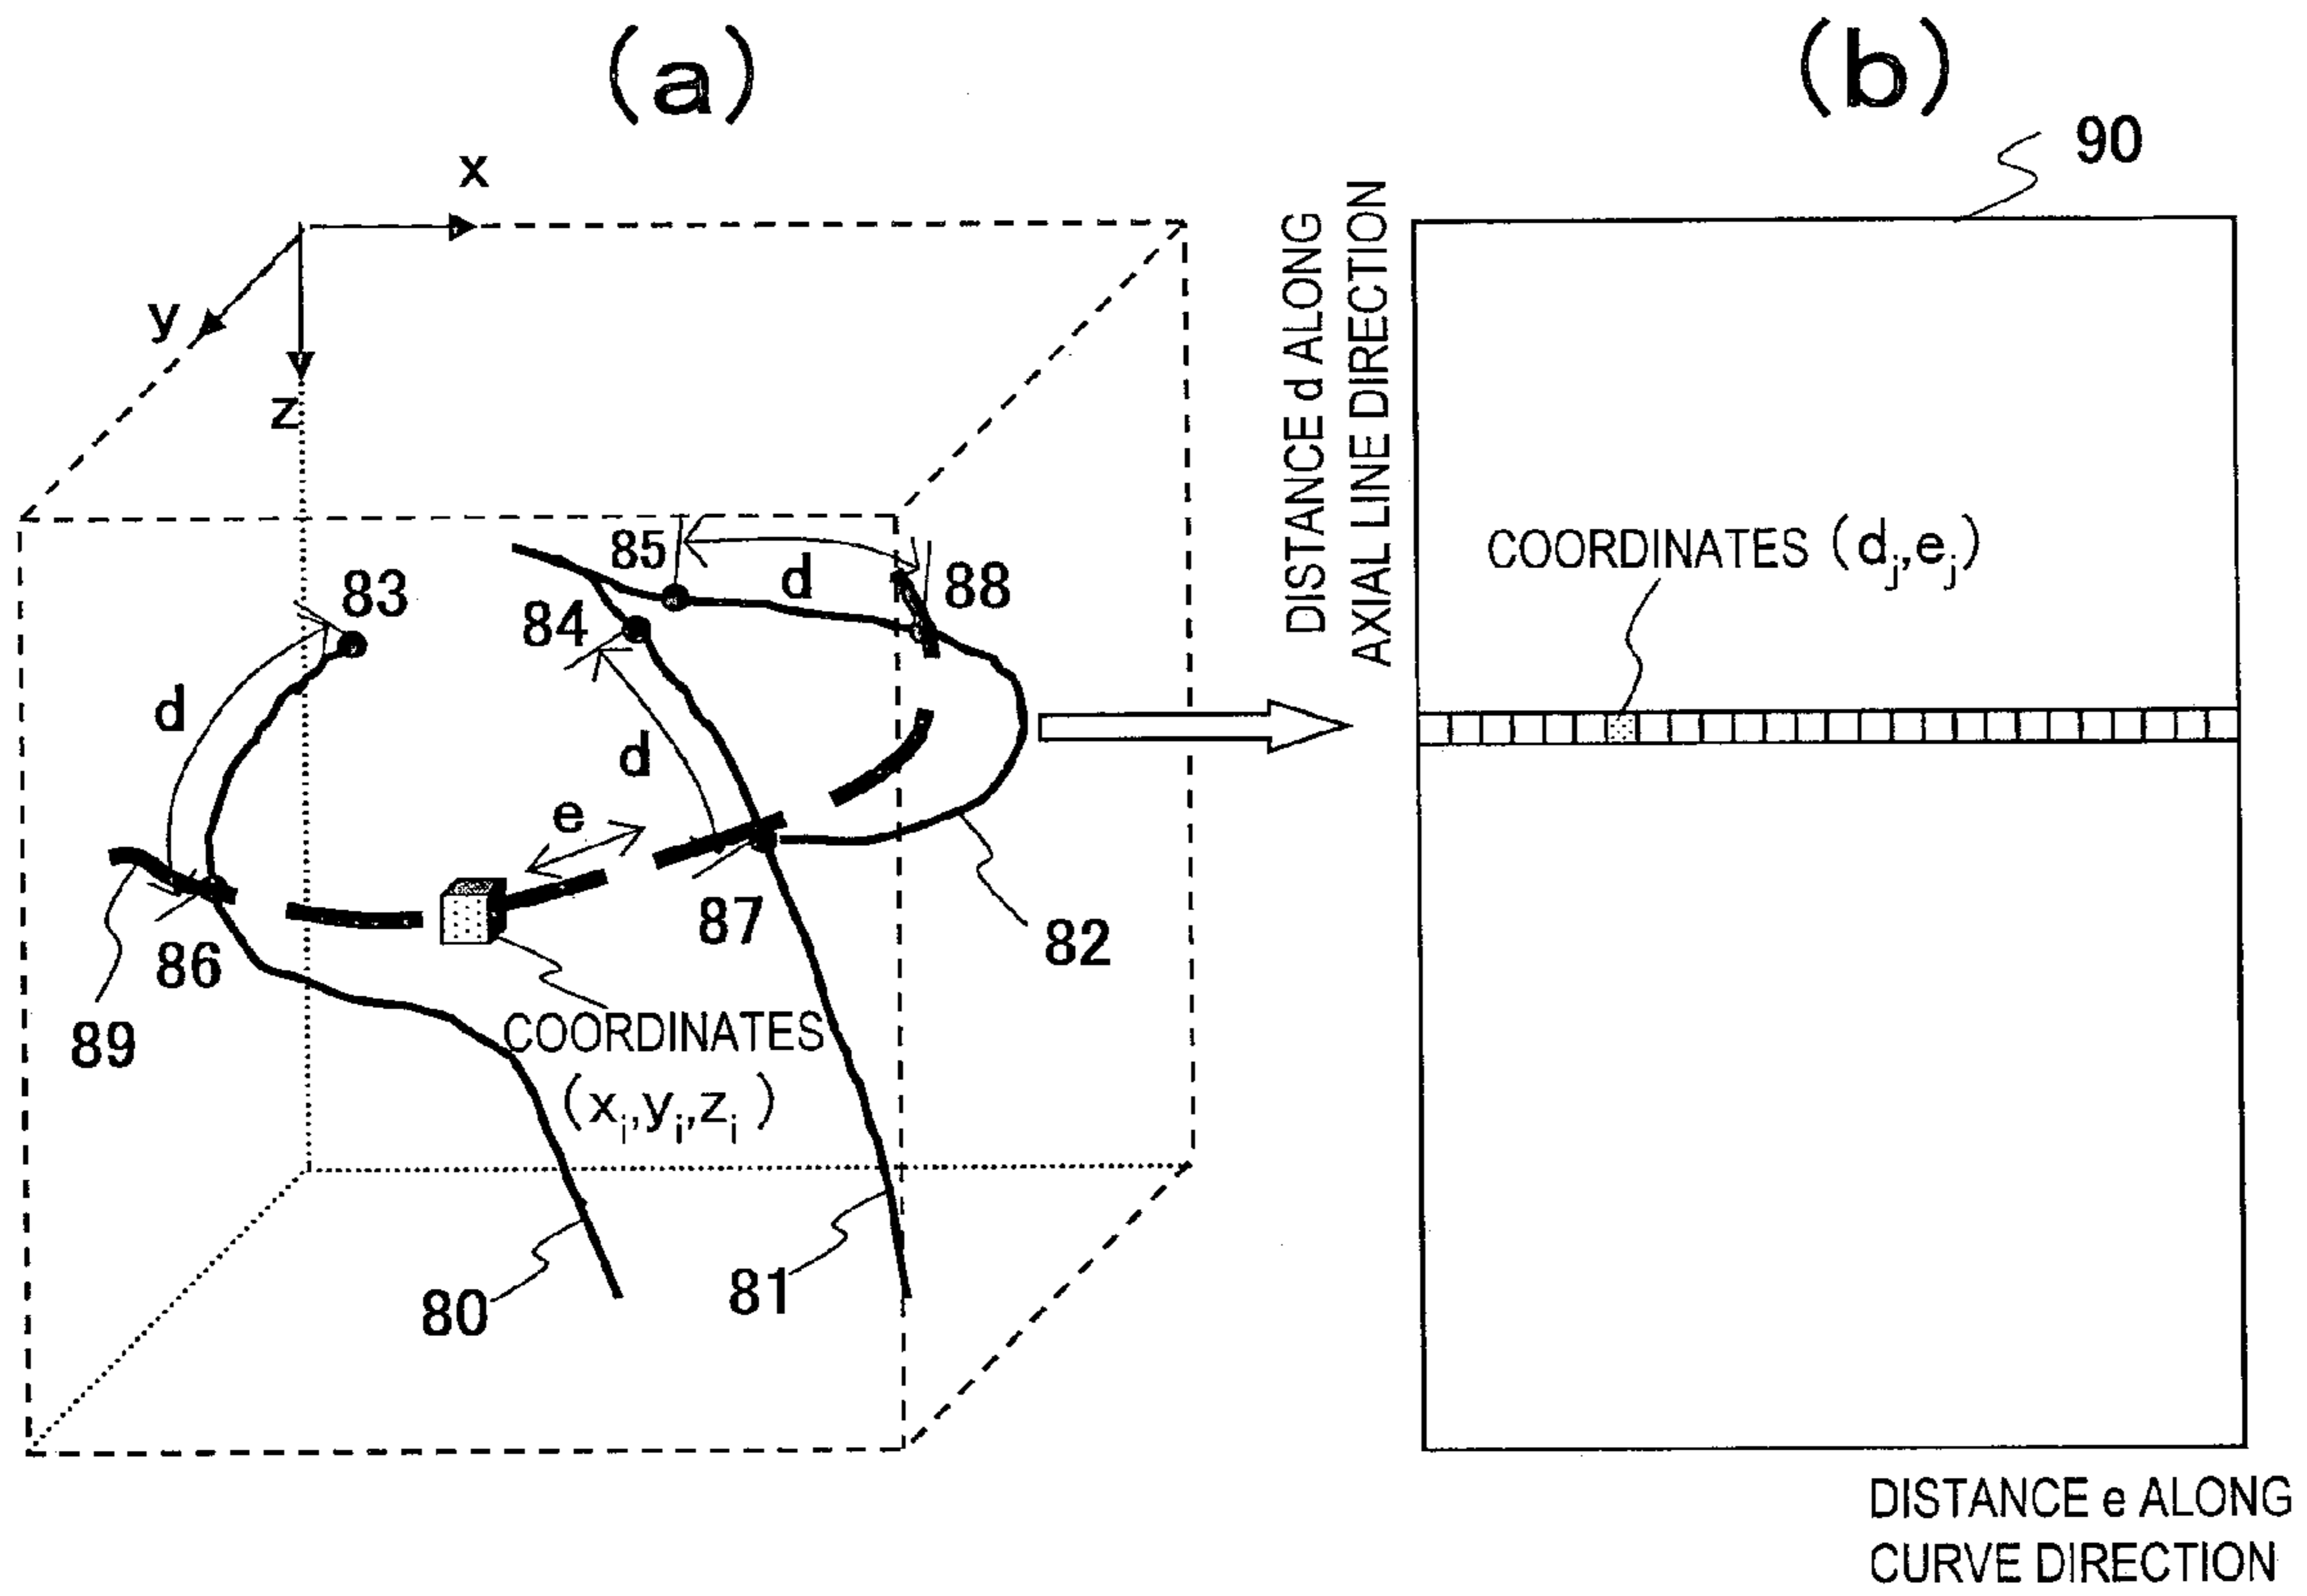 (a)
(b)
90
x
y
z
DISTANCE d ALONG
AXIAL LINE DIRECTION
85
d
88
83
84
COORDINATES (dj,ej)
d
d
e
87
82
86
89
COORDINATES
(xi,yi,zi)
81
80
DISTANCE e ALONG
CURVE DIRECTION